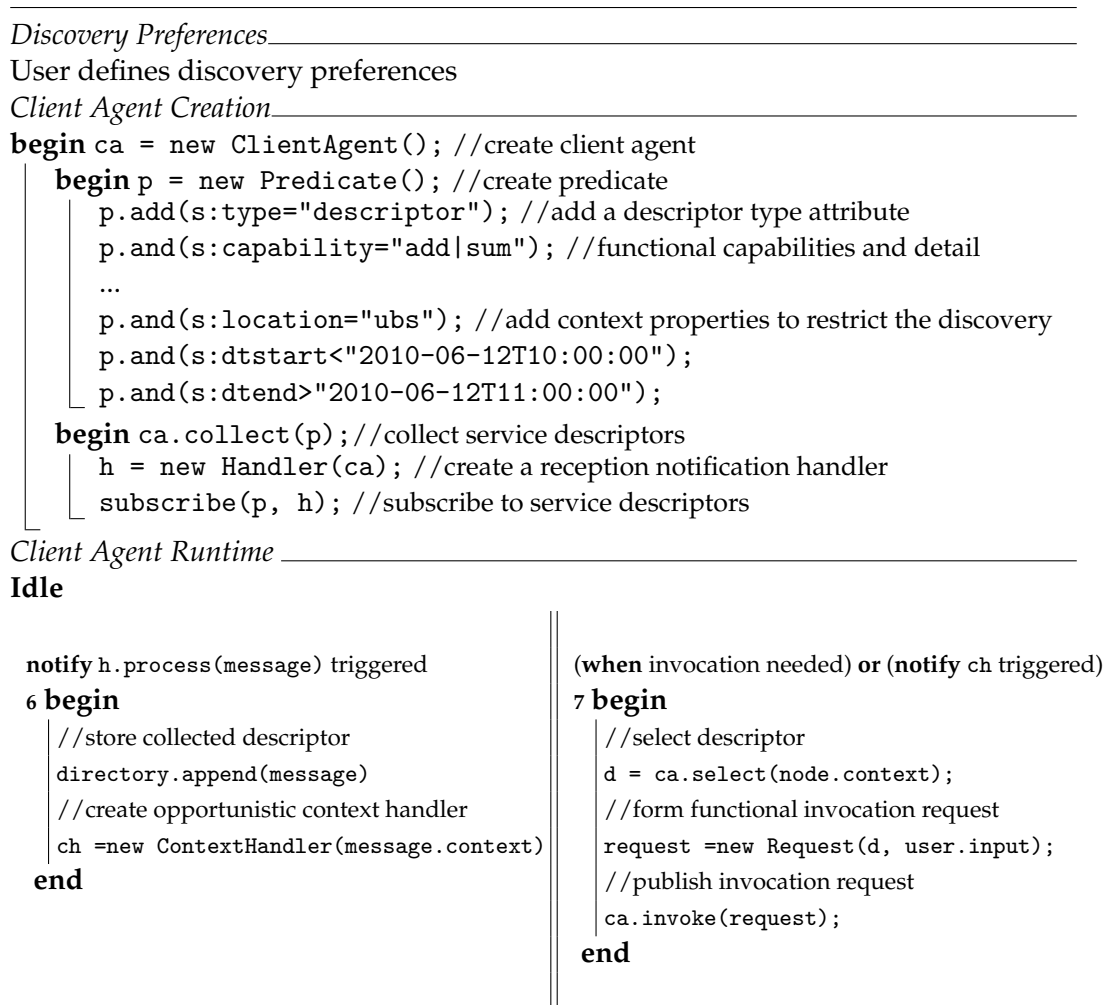 Discovery Preferences
User defines discovery preferences
Client Agent Creation
begin ca = new ClientAgent(); //create client agent
begin p = new Predicate(); //create predicate
p.add(s:type="descriptor"); //add a descriptor type attribute
p.and(s:capability="add|sum"); //functional capabilities and detail
...
p.and(s:location="ubs"); //add context properties to restrict the discovery
p.and(s:dtstart<"2010-06-12T10:00:00");
p.and(s:dtend>"2010-06-12T11:00:00");
begin ca.collect(p);//collect service descriptors
h = new Handler(ca); //create a reception notification handler
subscribe(p, h); //subscribe to service descriptors
Client Agent Runtime
Idle
notify h.process(message) triggered
6 begin
//store collected descriptor
directory.append(message)
//create opportunistic context handler
ch =new ContextHandler(message.context)
end
(when invocation needed) or (notify ch triggered)
7 begin
//select descriptor
d = ca.select(node.context);
//form functional invocation request
request =new Request(d, user.input);
//publish invocation request
ca.invoke(request);
end